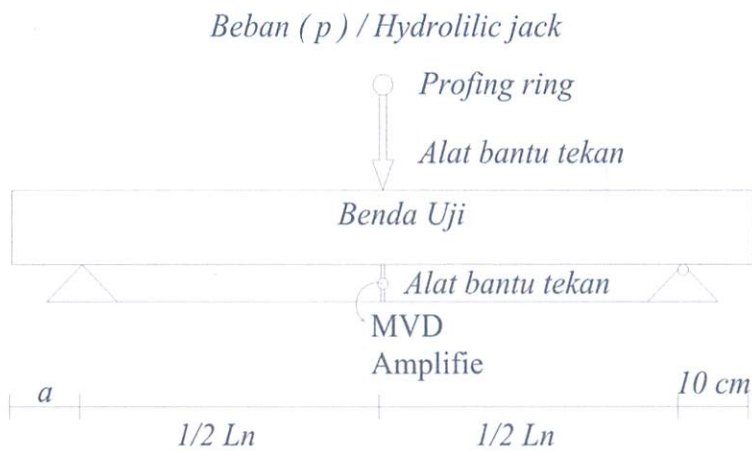 Beban ( p ) / Hydrolilic jack
Profing ring
Alat bantu tekan
Benda Uji
Alat bantu tekan
MVD
Amplifie
a
10 cm
1/2 Ln
1/2 Ln